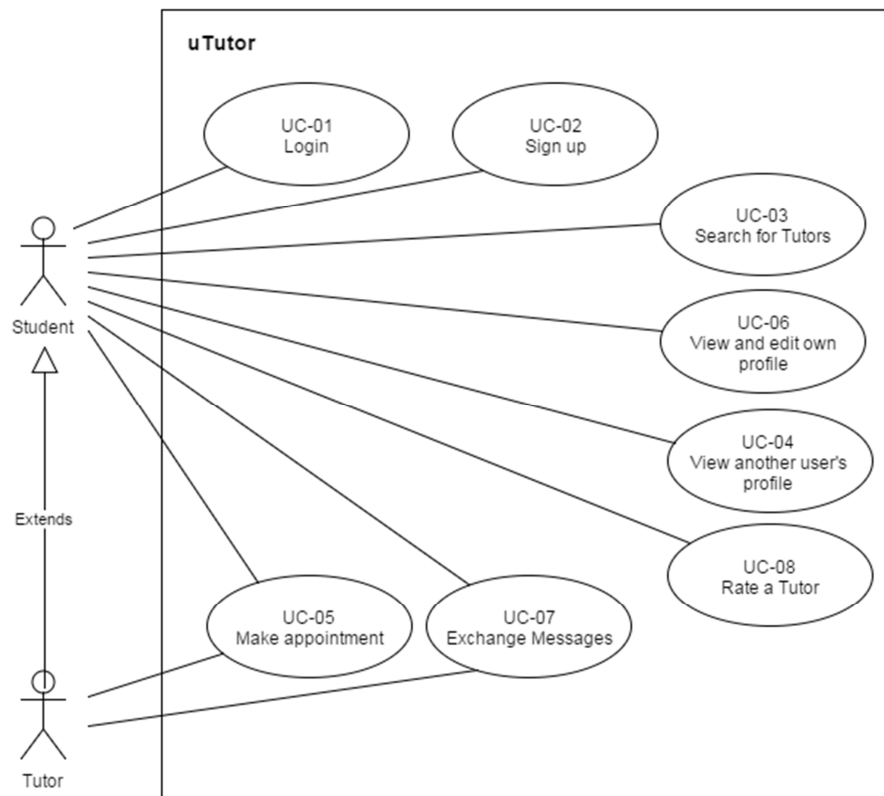 uTutor
UC-01
Login
UC-02
Sign up
UC-03
Search for Tutors
Student
UC-06
View and edit own
profile
UC-04
View another user's
profile
Extends
UC-08
Rate a Tutor
UC-05
Make appointment
UC-07
Exchange Messages
Tutor